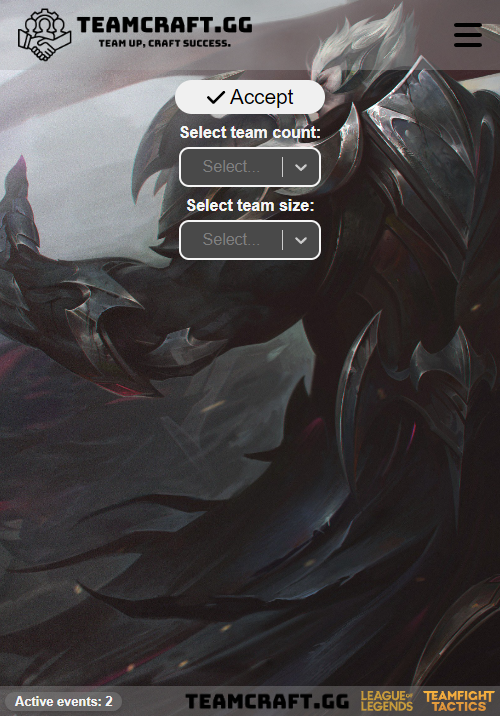 TEAMCRAFT.GG
TEAM UP, CRAFT SUCCESS.
Accept
Select team count:
Select...
Select team size:
Select...
Active events: 2
TEAMCRAFT.GG
LEAGUE OF
LEGENDS
TEAMFIGHT
TACTICS